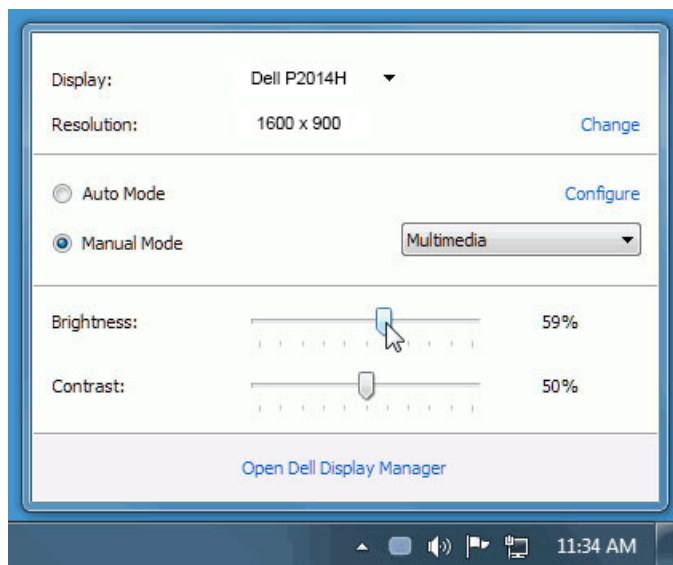 Display: Dell P2014H
Resolution: 1600 x 900 Change
Auto Mode Configure
Manual Mode Multimedia
Brightness: 59%
Contrast: 50%
Open Dell Display Manager
11:34 AM